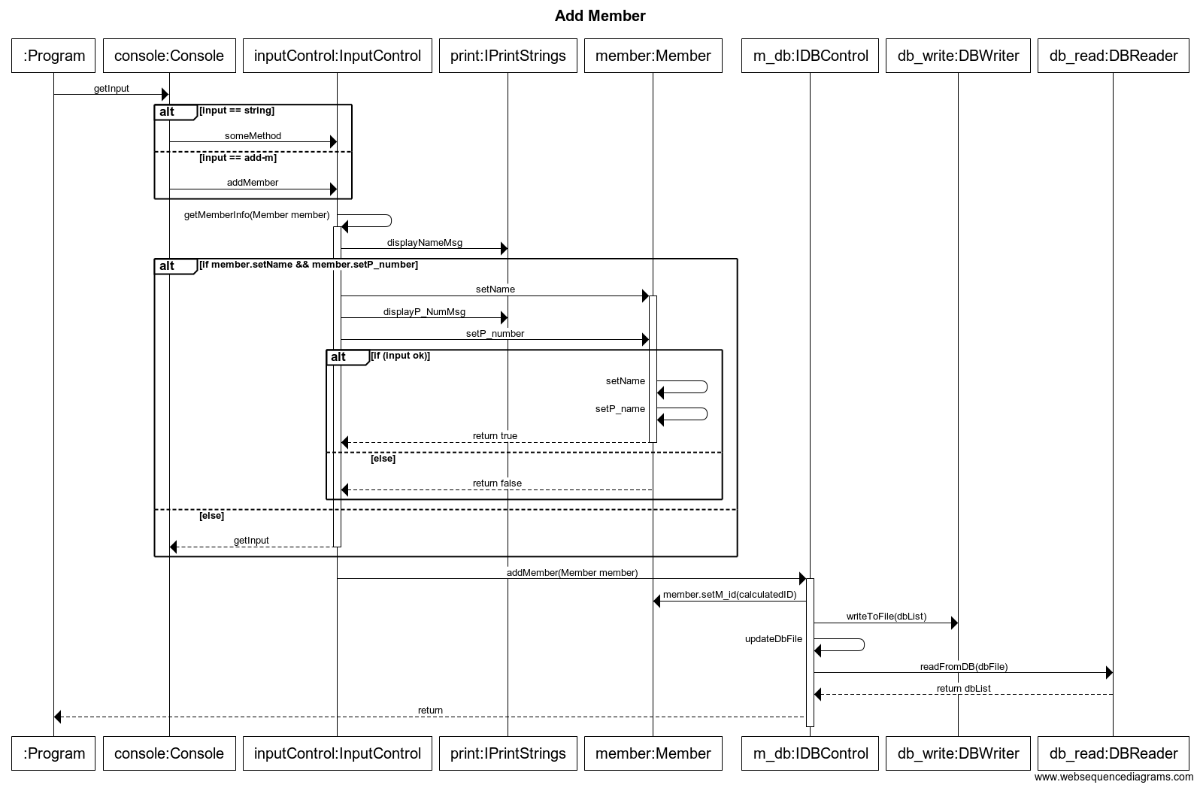 Add Member
:Program
console:Console
inputControl:InputControl
print:IPrintStrings
member:Member
m_db:IDBControl
db_write:DBWriter
db_read:DBReader
getInput
alt
[input == string]
someMethod
[input == add-m]
addMember
getMemberInfo(Member member)
displayNameMsg
alt
[if member.setName && member.setP_number]
setName
displayP_NumMsg
setP_number
alt
[if (input ok)]
setName
setP_name
return true
[else]
return false
[else]
getInput
addMember(Member member)
member.setM_id(calculatedID)
writeToFile(dbList)
updateDbFile
readFromDB(dbFile)
return dbList
return
:Program
console:Console
inputControl:InputControl
print:IPrintStrings
member:Member
m_db:IDBControl
db_write:DBWriter
db_read:DBReader
www.websequencediagrams.com